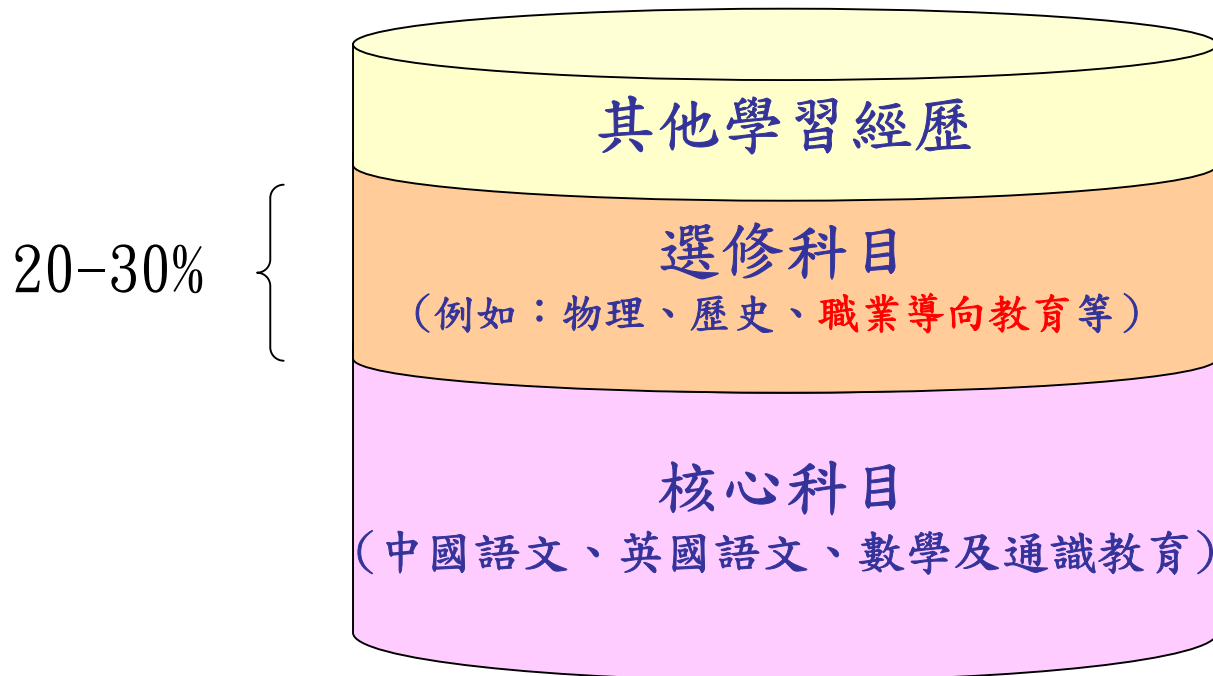 其他學習經歷
選修科目
20-30%
（例如：物理、歷史、職業導向教育等）
核心科目
（中國語文、英國語文、數學及通識教育）